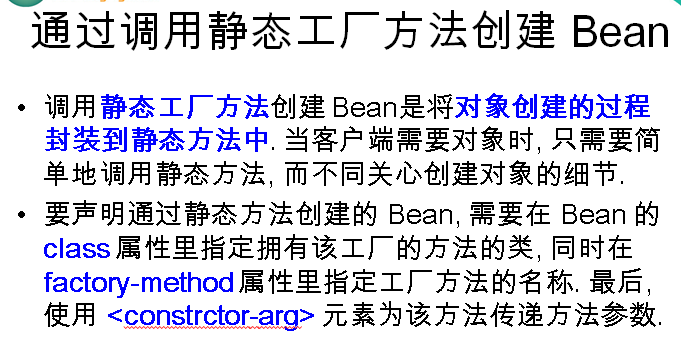 通过调用静态工厂方法创建 Bean
• 调用静态工厂方法创建 Bean是将对象创建的过程
封装到静态方法中. 当客户端需要对象时, 只需要简
单地调用静态方法, 而不同关心创建对象的细节.
• 要声明通过静态方法创建的 Bean, 需要在 Bean 的
class 属性里指定拥有该工厂的方法的类, 同时在
factory-method 属性里指定工厂方法的名称. 最后,
使用 <constrctor-arg> 元素为该方法传递方法参数.